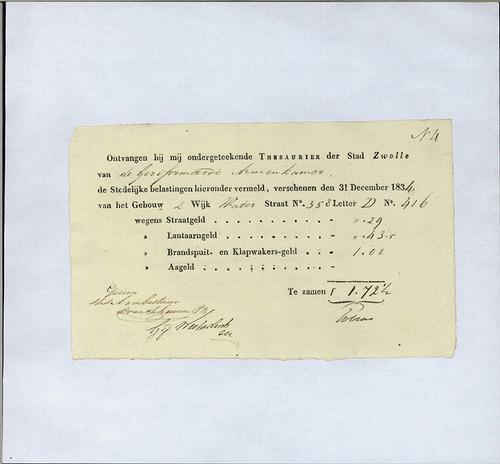 N 4
Ontvangen bij mij ondergeteekende THESAURIER der Stad Zwolle
van de Gereformeerde Armenkamer
de Stedelijke belastingen hieronder vermeld, verschenen den 31 December 1834,
van het Gebouw 2 Wijk Water Straat No. 358 Letter D No. 416
wegens Straatgeld . . . . . . . . . . - „ .29
» Lantaarngeld . . . . . . . . . - „ .43.5
» Brandspuit- en Klapwakers-geld . . - 1.00
» Aageld . . . . . . . . . . -
Te zamen f 1.72½